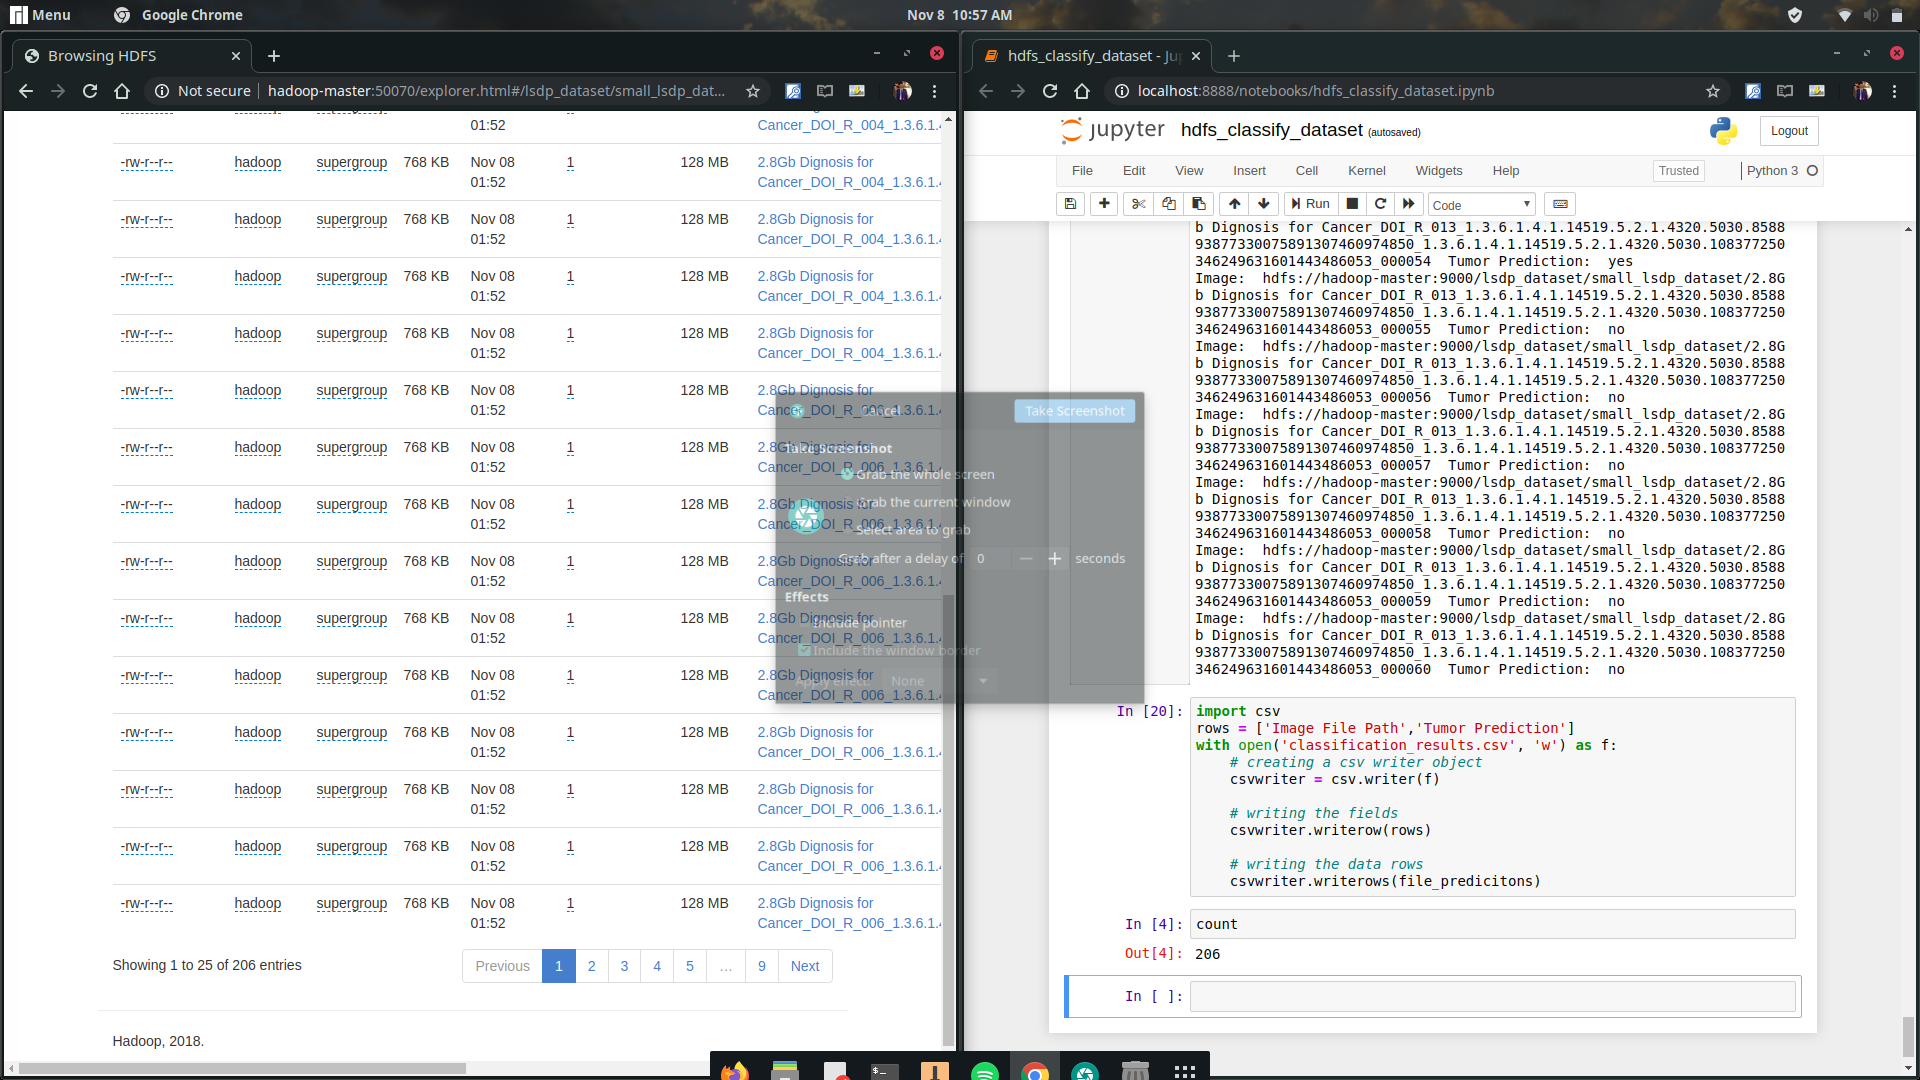 Menu
Google Chrome
Nov 8 10:57 AM
Browsing HDFS
Not secure
hadoop-master:50070/explorer.html#/lsdp_dataset/small_lsdp_dat...
01:52
Cancer_DOI_R_004_1.3.6.1.4
-rw-r--r-- hadoop supergroup 768 KB Nov 08 1 128 MB 2.8Gb Dignosis for
01:52 Cancer_DOI_R_004_1.3.6.1.4
-rw-r--r-- hadoop supergroup 768 KB Nov 08 1 128 MB 2.8Gb Dignosis for
01:52 Cancer_DOI_R_004_1.3.6.1.4
-rw-r--r-- hadoop supergroup 768 KB Nov 08 1 128 MB 2.8Gb Dignosis for
01:52 Cancer_DOI_R_004_1.3.6.1.4
-rw-r--r-- hadoop supergroup 768 KB Nov 08 1 128 MB 2.8Gb Dignosis for
01:52 Cancer_DOI_R_004_1.3.6.1.4
-rw-r--r-- hadoop supergroup 768 KB Nov 08 1 128 MB 2.8Gb Dignosis for
01:52 Cancer_DOI_R_006_1.3.6.1.4
-rw-r--r-- hadoop supergroup 768 KB Nov 08 1 128 MB 2.8Gb Dignosis for
01:52 Cancer_DOI_R_006_1.3.6.1.4
-rw-r--r-- hadoop supergroup 768 KB Nov 08 1 128 MB 2.8Gb Dignosis for
01:52 Cancer_DOI_R_006_1.3.6.1.4
-rw-r--r-- hadoop supergroup 768 KB Nov 08 1 128 MB 2.8Gb Dignosis for
01:52 Cancer_DOI_R_006_1.3.6.1.4
-rw-r--r-- hadoop supergroup 768 KB Nov 08 1 128 MB 2.8Gb Dignosis for
01:52 Cancer_DOI_R_006_1.3.6.1.4
-rw-r--r-- hadoop supergroup 768 KB Nov 08 1 128 MB 2.8Gb Dignosis for
01:52 Cancer_DOI_R_006_1.3.6.1.4
-rw-r--r-- hadoop supergroup 768 KB Nov 08 1 128 MB 2.8Gb Dignosis for
01:52 Cancer_DOI_R_006_1.3.6.1.4
-rw-r--r-- hadoop supergroup 768 KB Nov 08 1 128 MB 2.8Gb Dignosis for
01:52 Cancer_DOI_R_006_1.3.6.1.4
-rw-r--r-- hadoop supergroup 768 KB Nov 08 1 128 MB 2.8Gb Dignosis for
01:52 Cancer_DOI_R_006_1.3.6.1.4
-rw-r--r-- hadoop supergroup 768 KB Nov 08 1 128 MB 2.8Gb Dignosis for
01:52 Cancer_DOI_R_006_1.3.6.1.4
Showing 1 to 25 of 206 entries
Previous 1 2 3 4 5 … 9 Next
Hadoop, 2018.
Cancel
Take Screenshot
Take Screenshot
Grab the whole screen
Grab the current window
Select area to grab
Grab after a delay of 0 − + seconds
Effects
Include pointer
Include the window border
Apply effect: None
hdfs_classify_dataset - Ju
localhost:8888/notebooks/hdfs_classify_dataset.ipynb
jupyter hdfs_classify_dataset (autosaved)
Logout
File Edit View Insert Cell Kernel Widgets Help
Trusted
Python 3
Run
Code
b Dignosis for Cancer_DOI_R_013_1.3.6.1.4.1.14519.5.2.1.4320.5030.8588
93877330075891307460974850_1.3.6.1.4.1.14519.5.2.1.4320.5030.108377250
346249631601443486053_000054 Tumor Prediction: yes
Image: hdfs://hadoop-master:9000/lsdp_dataset/small_lsdp_dataset/2.8G
b Dignosis for Cancer_DOI_R_013_1.3.6.1.4.1.14519.5.2.1.4320.5030.8588
93877330075891307460974850_1.3.6.1.4.1.14519.5.2.1.4320.5030.108377250
346249631601443486053_000055 Tumor Prediction: no
Image: hdfs://hadoop-master:9000/lsdp_dataset/small_lsdp_dataset/2.8G
b Dignosis for Cancer_DOI_R_013_1.3.6.1.4.1.14519.5.2.1.4320.5030.8588
93877330075891307460974850_1.3.6.1.4.1.14519.5.2.1.4320.5030.108377250
346249631601443486053_000056 Tumor Prediction: no
Image: hdfs://hadoop-master:9000/lsdp_dataset/small_lsdp_dataset/2.8G
b Dignosis for Cancer_DOI_R_013_1.3.6.1.4.1.14519.5.2.1.4320.5030.8588
93877330075891307460974850_1.3.6.1.4.1.14519.5.2.1.4320.5030.108377250
346249631601443486053_000057 Tumor Prediction: no
Image: hdfs://hadoop-master:9000/lsdp_dataset/small_lsdp_dataset/2.8G
b Dignosis for Cancer_DOI_R_013_1.3.6.1.4.1.14519.5.2.1.4320.5030.8588
93877330075891307460974850_1.3.6.1.4.1.14519.5.2.1.4320.5030.108377250
346249631601443486053_000058 Tumor Prediction: no
Image: hdfs://hadoop-master:9000/lsdp_dataset/small_lsdp_dataset/2.8G
b Dignosis for Cancer_DOI_R_013_1.3.6.1.4.1.14519.5.2.1.4320.5030.8588
93877330075891307460974850_1.3.6.1.4.1.14519.5.2.1.4320.5030.108377250
346249631601443486053_000059 Tumor Prediction: no
Image: hdfs://hadoop-master:9000/lsdp_dataset/small_lsdp_dataset/2.8G
b Dignosis for Cancer_DOI_R_013_1.3.6.1.4.1.14519.5.2.1.4320.5030.8588
93877330075891307460974850_1.3.6.1.4.1.14519.5.2.1.4320.5030.108377250
346249631601443486053_000060 Tumor Prediction: no
In [20]: import csv
rows = ['Image File Path','Tumor Prediction']
with open('classification_results.csv', 'w') as f:
# creating a csv writer object
csvwriter = csv.writer(f)
# writing the fields
csvwriter.writerow(rows)
# writing the data rows
csvwriter.writerows(file_predicitons)
In [4]: count
Out[4]: 206
In [ ]: